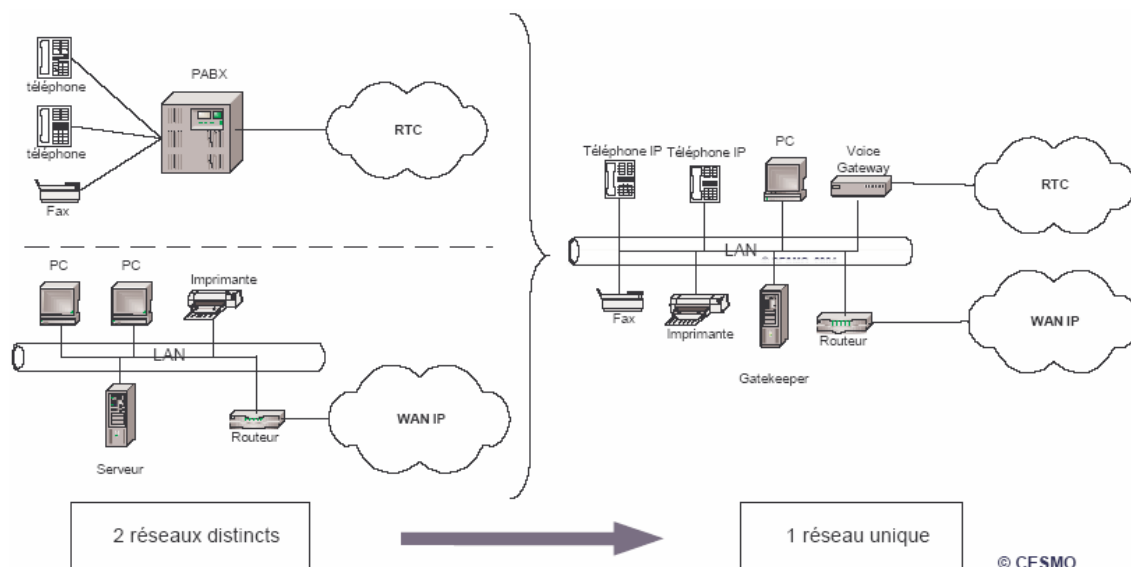 PABX
téléphone
téléphone
Fax
RTC
PC
PC
Imprimante
LAN
Serveur
Routeur
WAN IP
Téléphone IP
Téléphone IP
PC
Voice
Gateway
RTC
LAN
Fax
Imprimante
Gatekeeper
Routeur
WAN IP
2 réseaux distincts
1 réseau unique
© CESMO